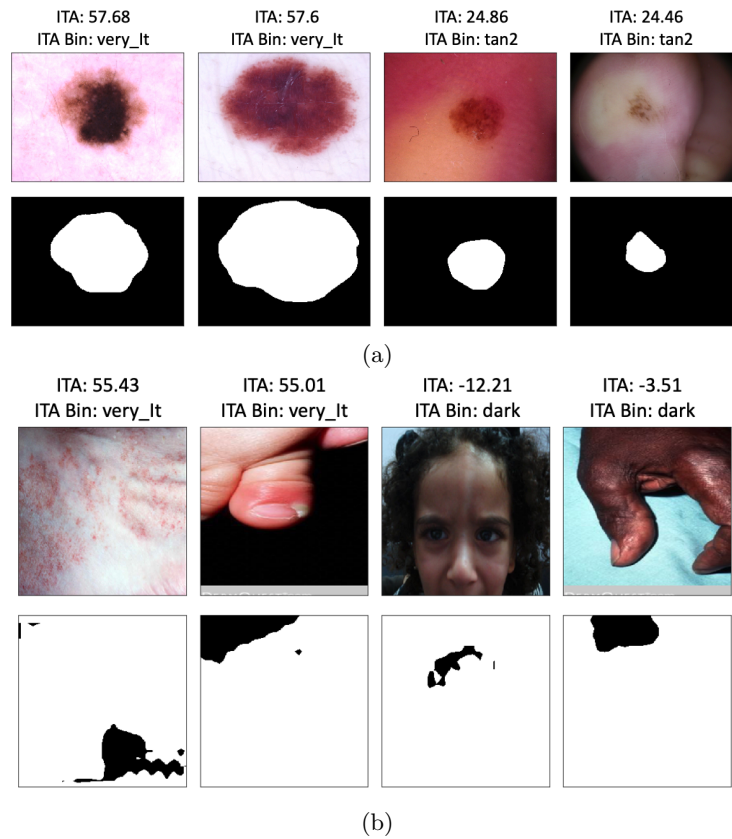 ITA: 57.68 ITA: 57.6 ITA: 24.86 ITA: 24.46
ITA Bin: very_lt ITA Bin: very_lt ITA Bin: tan2 ITA Bin: tan2
(a)
ITA: 55.43 ITA: 55.01 ITA: -12.21 ITA: -3.51
ITA Bin: very_lt ITA Bin: very_lt ITA Bin: dark ITA Bin: dark
(b)